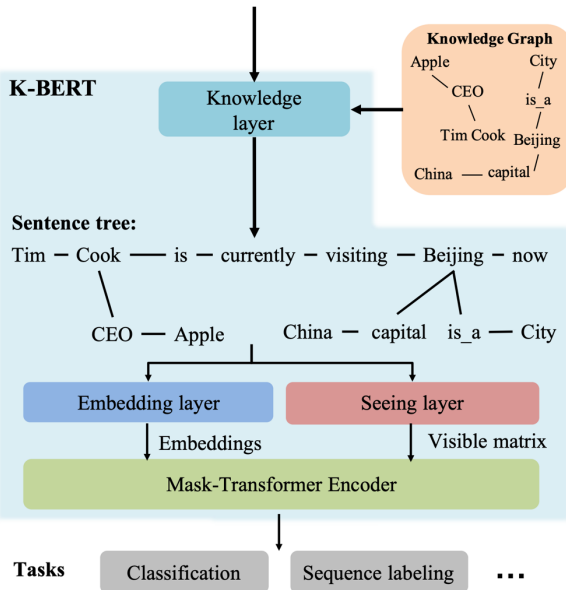 Knowledge Graph
Apple
City
K-BERT
Knowledge
layer
CEO
is_a
Tim Cook
Beijing
China — capital
Sentence tree:
Tim — Cook — is — currently — visiting — Beijing — now
CEO — Apple
China — capital
is_a — City
Embedding layer
Seeing layer
Embeddings
Visible matrix
Mask-Transformer Encoder
Tasks
Classification
Sequence labeling
...